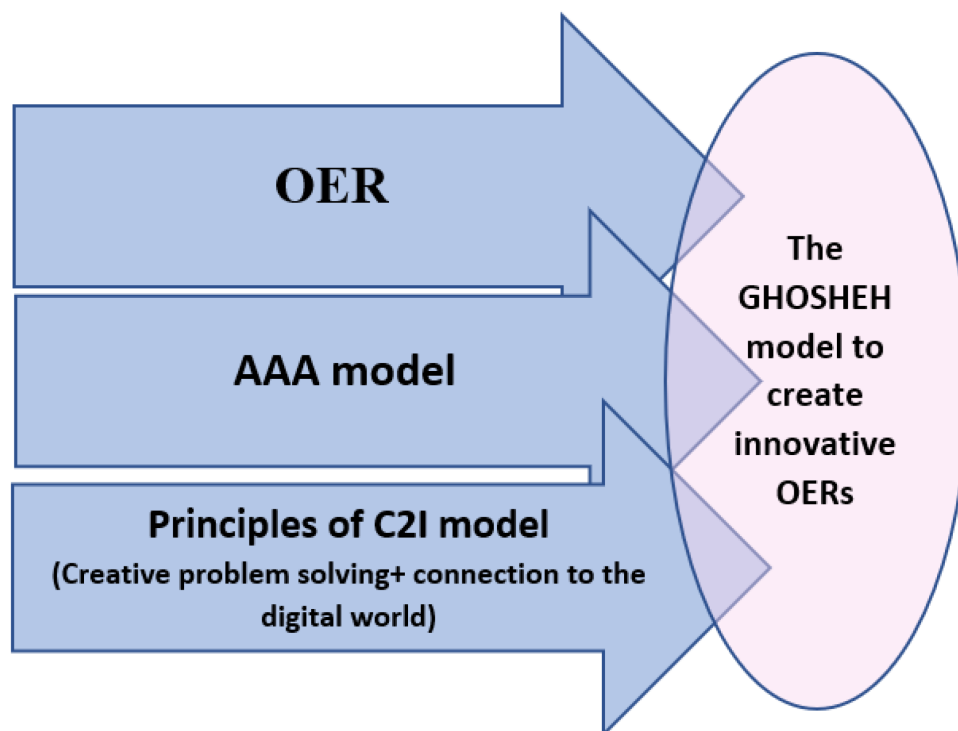 OER
AAA model
Principles of C2I model
(Creative problem solving+ connection to the
digital world)
The
GHOSHEH
model to
create
innovative
OERs